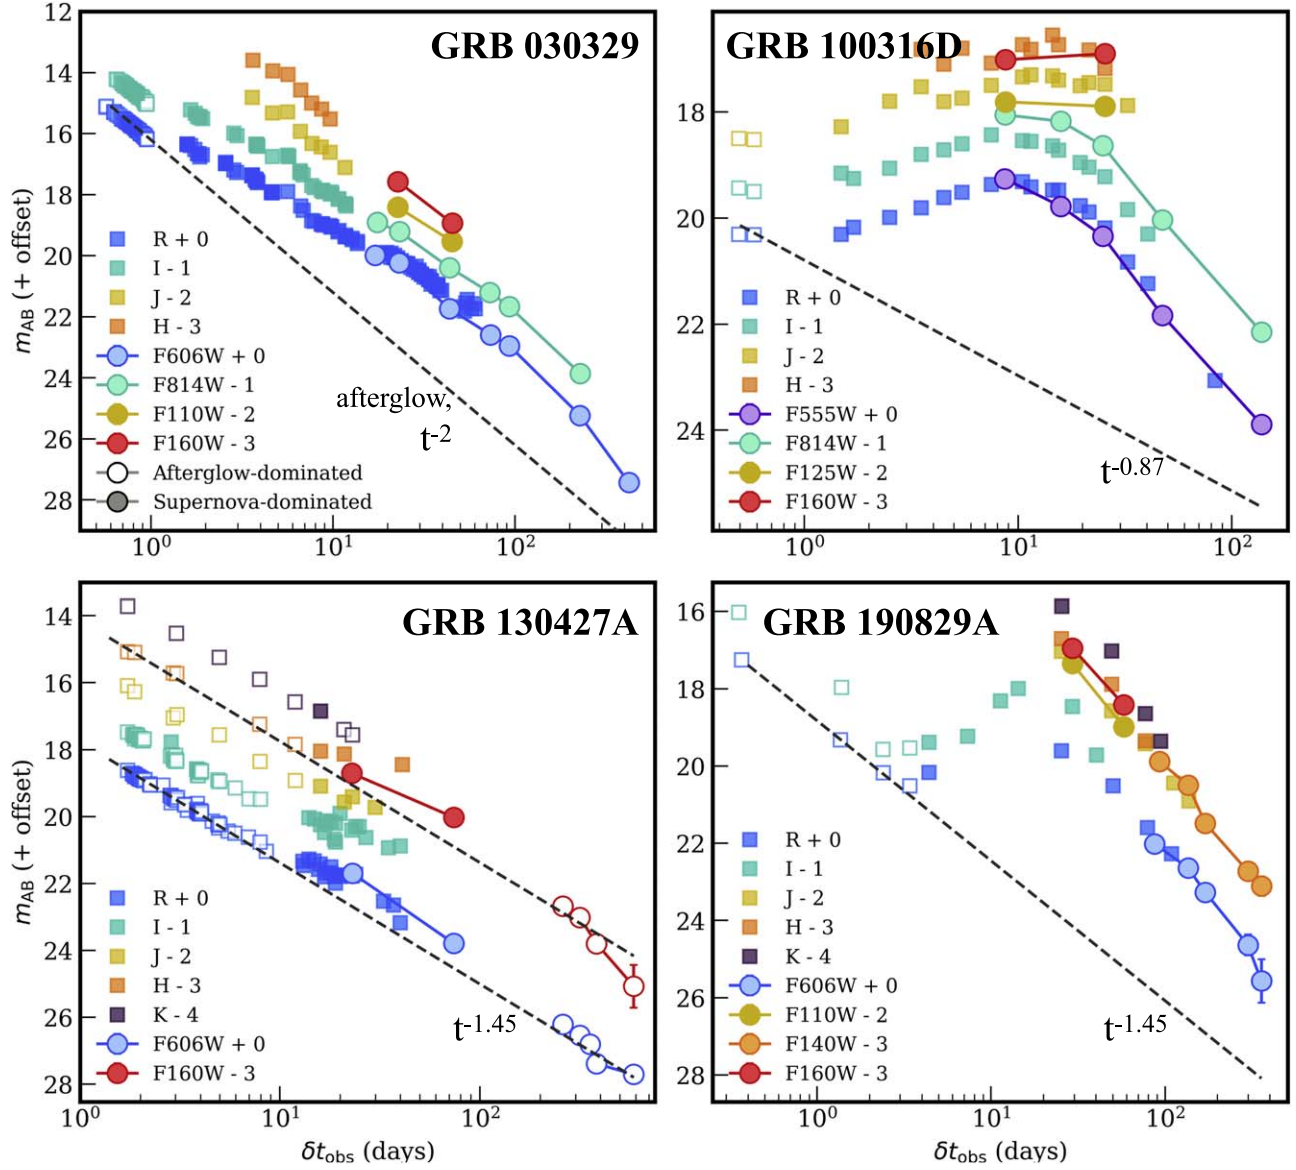 GRB 030329
12
14
16
18
20
22
24
26
28
m_AB (+ offset)
R + 0
I - 1
J - 2
H - 3
F606W + 0
F814W - 1
F110W - 2
F160W - 3
Afterglow-dominated
Supernova-dominated
afterglow,
t^-2
10^0 10^1 10^2
GRB 100316D
18
20
22
24
R + 0
I - 1
J - 2
H - 3
F555W + 0
F814W - 1
F125W - 2
F160W - 3
t^-0.87
10^0 10^1 10^2
GRB 130427A
14
16
18
20
22
24
26
28
m_AB (+ offset)
R + 0
I - 1
J - 2
H - 3
K - 4
F606W + 0
F160W - 3
t^-1.45
10^0 10^1 10^2
δt_obs (days)
GRB 190829A
16
18
20
22
24
26
28
R + 0
I - 1
J - 2
H - 3
K - 4
F606W + 0
F110W - 2
F140W - 3
F160W - 3
t^-1.45
10^0 10^1 10^2
δt_obs (days)